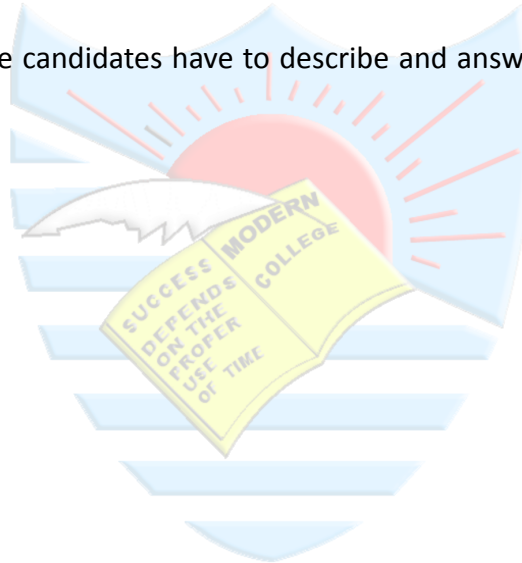 e candidates have to describe and answ
SUCCESS
DEPENDS
ON THE
PROPER
USE
OF TIME
MODERN
COLLEGE